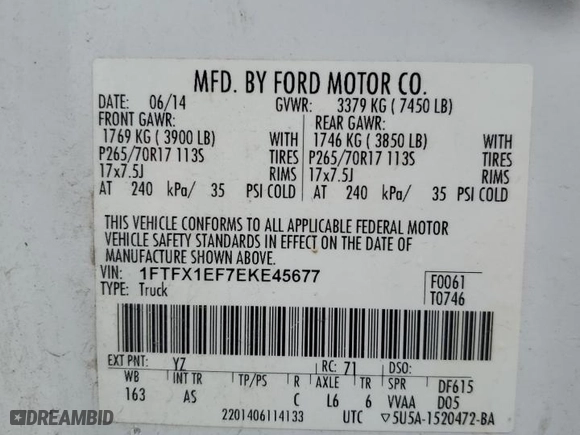 MFD. BY FORD MOTOR CO.
DATE: 06/14 GVWR: 3379 KG ( 7450 LB)
FRONT GAWR: REAR GAWR:
1769 KG ( 3900 LB) WITH 1746 KG ( 3850 LB) WITH
P265/70R17 113S TIRES P265/70R17 113S TIRES
17x7.5J RIMS 17x7.5J RIMS
AT 240 kPa/ 35 PSI COLD AT 240 kPa/ 35 PSI COLD
THIS VEHICLE CONFORMS TO ALL APPLICABLE FEDERAL MOTOR
VEHICLE SAFETY STANDARDS IN EFFECT ON THE DATE OF
MANUFACTURE SHOWN ABOVE.
VIN: 1FTFX1EF7EKE45677 F0061
TYPE: Truck T0746
EXT PNT: YZ RC: 71 DSO:
WB INT TR TP/PS R AXLE TR SPR DF615
163 AS C L6 6 VVAA D05
2201406114133 UTC ▽5U5A-1520472-BA
DREAMBID